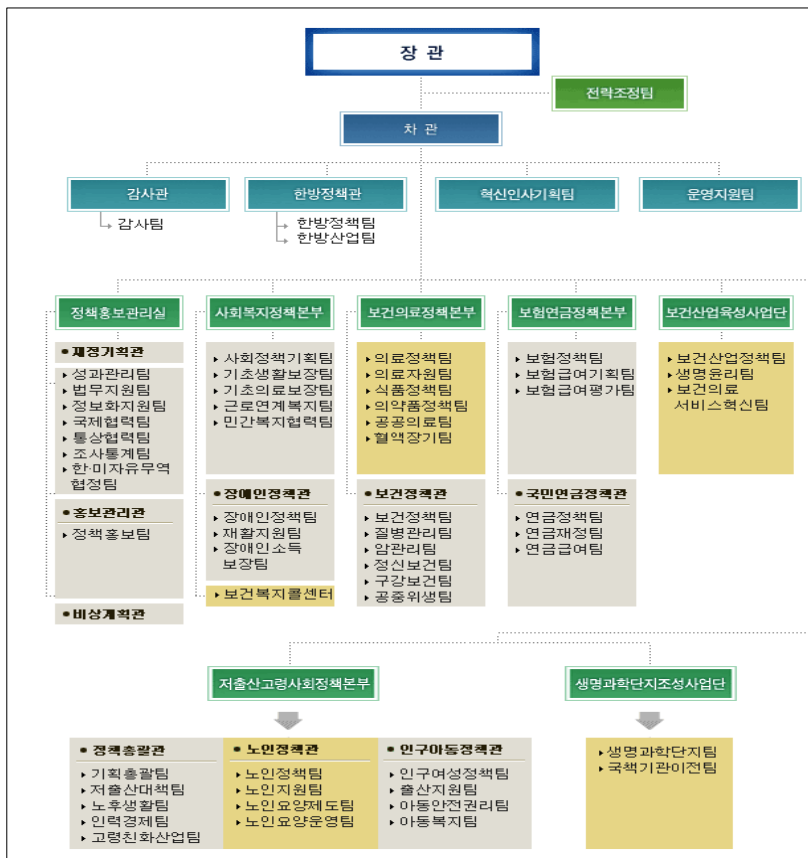 장 관
전략조정팀
차 관
감사관
한방정책관
혁신인사기획팀
운영지원팀
감사팀
한방정책팀
한방산업팀
정책홍보관리실
사회복지정책본부
보건의료정책본부
보험연금정책본부
보건산업육성사업단
재정기획관
성과관리팀
법무지원팀
정보화지원팀
국제협력팀
통상협력팀
조사통계팀
한·미자유무역
협정팀
홍보관리관
정책홍보팀
비상계획관
사회정책기획팀
기초생활보장팀
기초의료보장팀
근로연계복지팀
민간복지협력팀
장애인정책관
장애인정책팀
재활지원팀
장애인소득
보장팀
보건복지콜센터
의료정책팀
의료자원팀
식품정책팀
의약품정책팀
공공의료팀
혈액장기팀
보건정책관
보건정책팀
질병관리팀
암관리팀
정신보건팀
구강보건팀
공중위생팀
보험정책팀
보험급여기획팀
보험급여평가팀
국민연금정책관
연금정책팀
연금재정팀
연금급여팀
보건산업정책팀
생명윤리팀
보건의료
서비스혁신팀
저출산고령사회정책본부
생명과학단지조성사업단
정책총괄관
기획총괄팀
저출산대책팀
노후생활팀
인력경제팀
고령친화산업팀
노인정책관
노인정책팀
노인지원팀
노인요양제도팀
노인요양운영팀
인구아동정책관
인구여성정책팀
출산지원팀
아동안전권리팀
아동복지팀
생명과학단지팀
국책기관이전팀